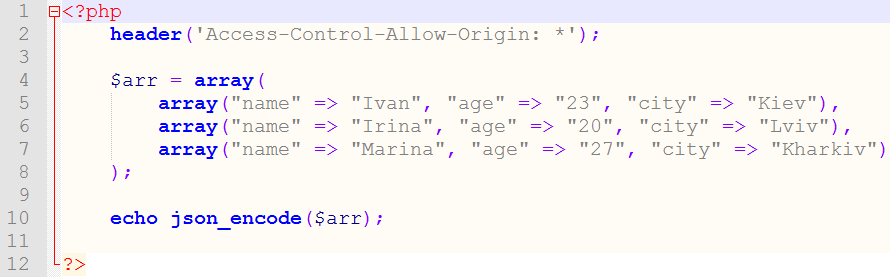 1 <?php
2 header('Access-Control-Allow-Origin: *');
3
4 $arr = array(
5 array("name" => "Ivan", "age" => "23", "city" => "Kiev"),
6 array("name" => "Irina", "age" => "20", "city" => "Lviv"),
7 array("name" => "Marina", "age" => "27", "city" => "Kharkiv")
8 );
9
10 echo json_encode($arr);
11
12 ?>